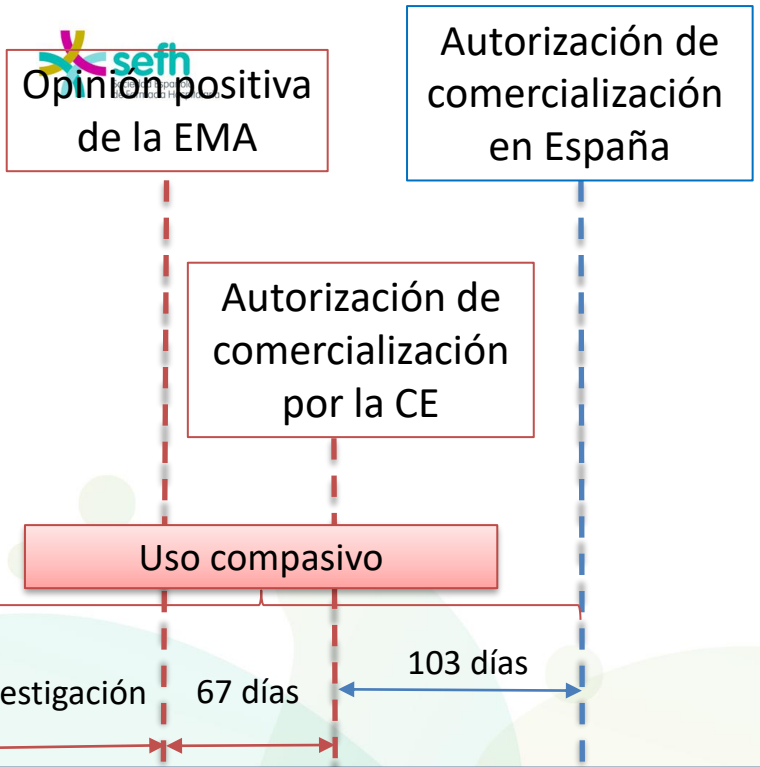 sefh
Opinión positiva
de la EMA
Autorización de
comercialización
en España
Autorización de
comercialización
por la CE
Uso compasivo
estigación
67 días
103 días